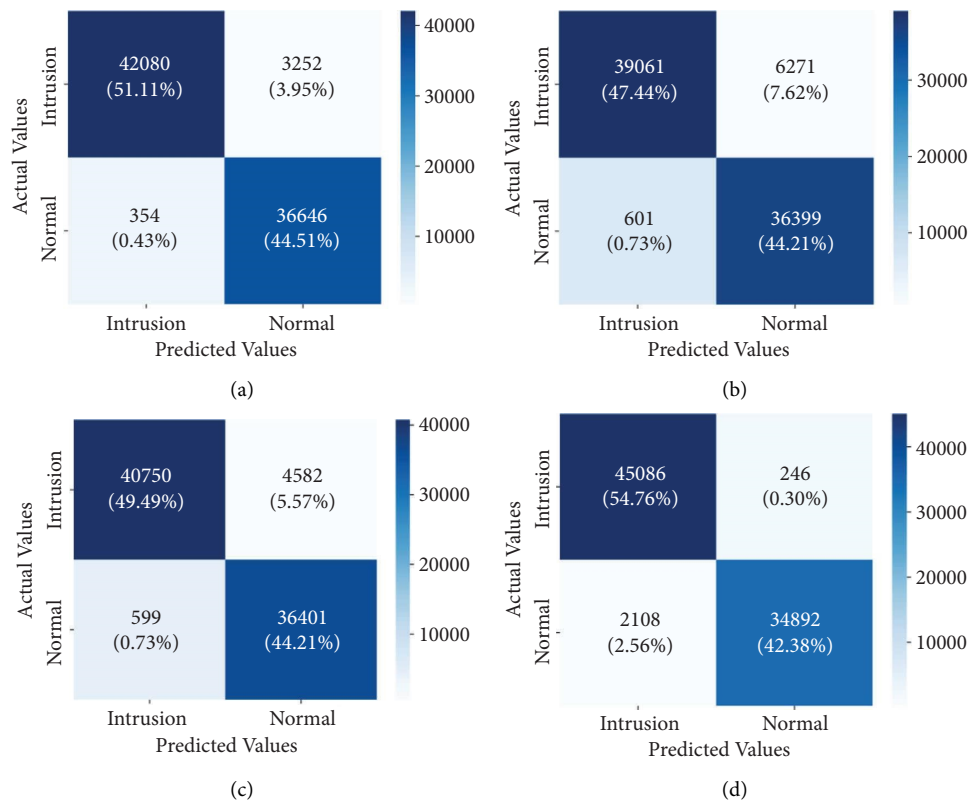 Actual Values
Intrusion
Normal
42080
(51.11%)
3252
(3.95%)
354
(0.43%)
36646
(44.51%)
Intrusion
Normal
Predicted Values
40000
30000
20000
10000
(a)
Actual Values
Intrusion
Normal
39061
(47.44%)
6271
(7.62%)
601
(0.73%)
36399
(44.21%)
Intrusion
Normal
Predicted Values
30000
20000
10000
(b)
Actual Values
Intrusion
Normal
40750
(49.49%)
4582
(5.57%)
599
(0.73%)
36401
(44.21%)
Intrusion
Normal
Predicted Values
40000
30000
20000
10000
(c)
Actual Values
Intrusion
Normal
45086
(54.76%)
246
(0.30%)
2108
(2.56%)
34892
(42.38%)
Intrusion
Normal
Predicted Values
40000
30000
20000
10000
(d)